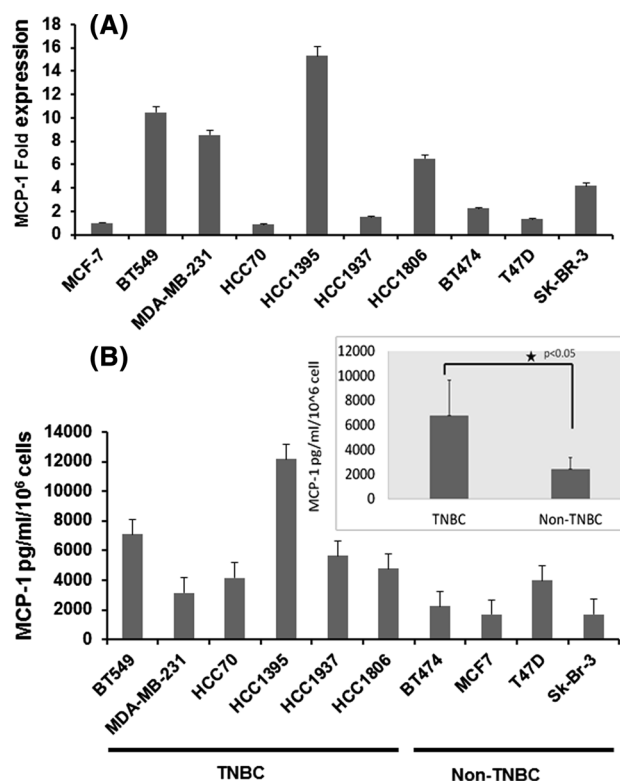 (A)
MCP-1 Fold expression
18
16
14
12
10
8
6
4
2
0
MCF-7
BT549
MDA-MB-231
HCC70
HCC1395
HCC1937
HCC1806
BT474
T47D
SK-BR-3
(B)
MCP-1 pg/ml/10⁶ cells
14000
12000
10000
8000
6000
4000
2000
0
MCP-1 pg/ml/10^6 cell
12000
10000
8000
6000
4000
2000
0
★ p<0.05
TNBC
Non-TNBC
BT549
MDA-MB-231
HCC70
HCC1395
HCC1937
HCC1806
BT474
MCF7
T47D
Sk-Br-3
TNBC
Non-TNBC